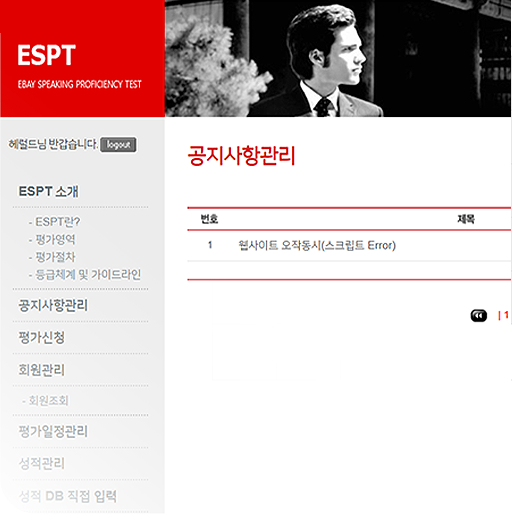 ESPT
EBAY SPEAKING PROFICIENCY TEST
헤럴드님 반갑습니다. logout
ESPT 소개
- ESPT란?
- 평가영역
- 평가절차
- 등급체계 및 가이드라인
공지사항관리
평가신청
회원관리
- 회원조회
평가일정관리
성적관리
성적 DB 직접 입력
공지사항관리
번호 제목
1 웹사이트 오작동시(스크립트 Error)
| 1